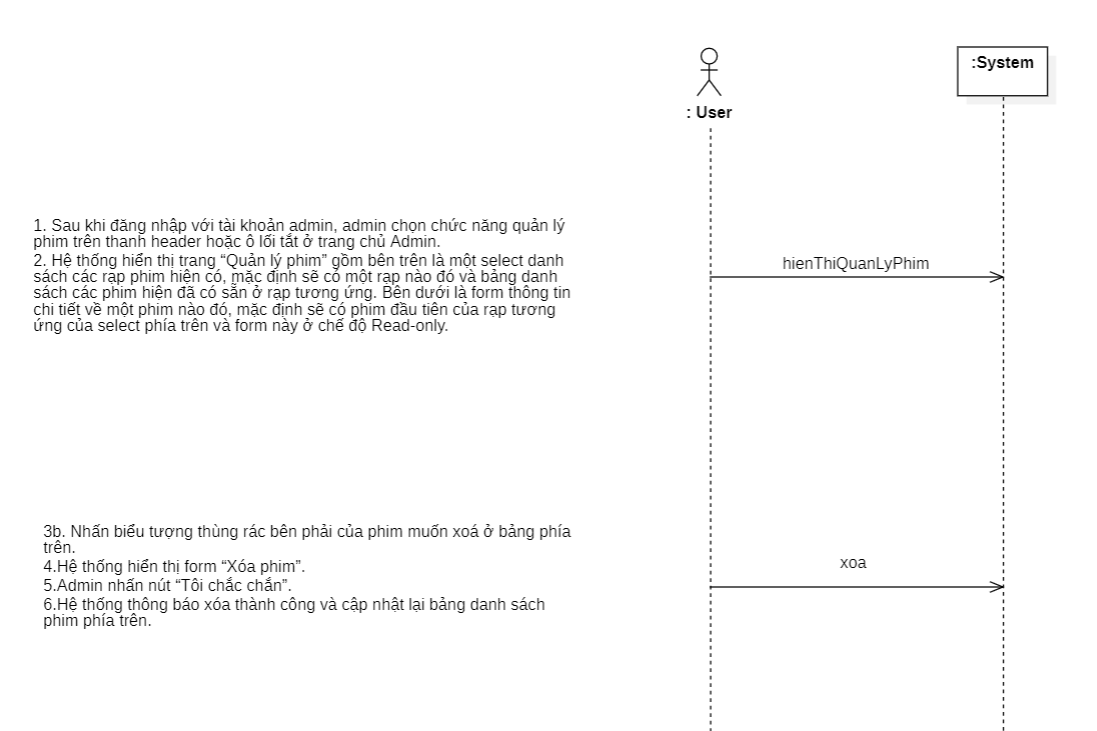 :System
: User
1. Sau khi đăng nhập với tài khoản admin, admin chọn chức năng quản lý
phim trên thanh header hoặc ô lối tắt ở trang chủ Admin.
2. Hệ thống hiển thị trang “Quản lý phim” gồm bên trên là một select danh
sách các rạp phim hiện có, mặc định sẽ có một rạp nào đó và bảng danh
sách các phim hiện đã có sẵn ở rạp tương ứng. Bên dưới là form thông tin
chi tiết về một phim nào đó, mặc định sẽ có phim đầu tiên của rạp tương
ứng của select phía trên và form này ở chế độ Read-only.
hienThiQuanLyPhim
3b. Nhấn biểu tượng thùng rác bên phải của phim muốn xoá ở bảng phía
trên.
4.Hệ thống hiển thị form “Xóa phim”.
5.Admin nhấn nút “Tôi chắc chắn”.
6.Hệ thống thông báo xóa thành công và cập nhật lại bảng danh sách
phim phía trên.
xoa